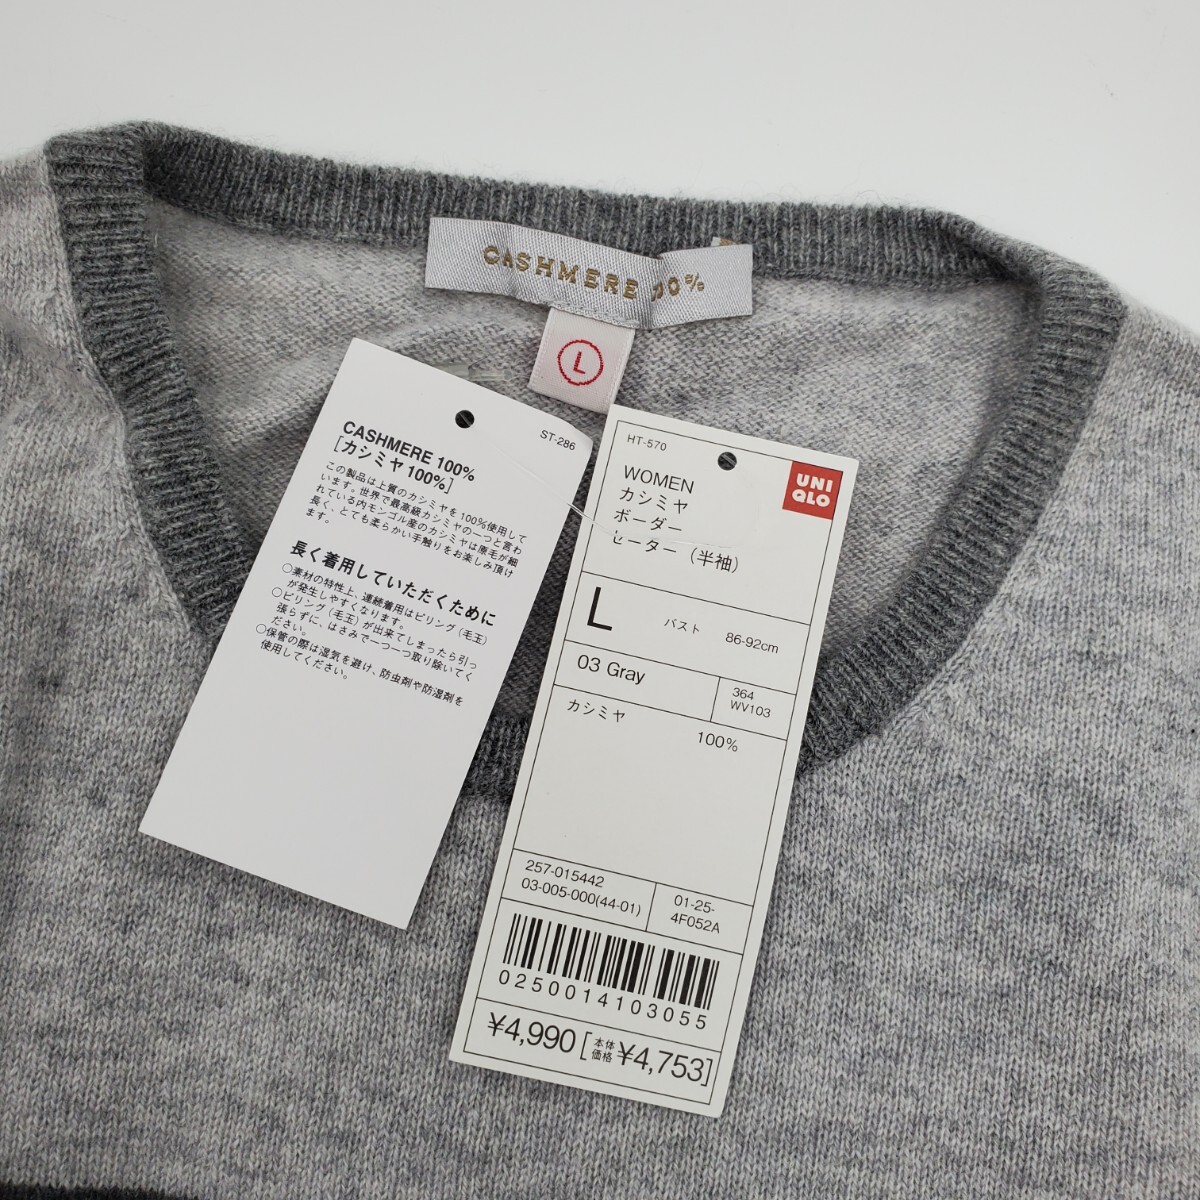 CASHMERE 100%
L
ST-286
CASHMERE 100%
[カシミヤ 100%]
この製品は上質のカシミヤを100%使用して
います。世界で最高級カシミヤの一つと言わ
れている内モンゴル産のカシミヤは原毛が細
長く、とても柔らかい手触りをお楽しみ頂け
ます。
長く着用していただくために
○素材の特性上、連続着用はピリング(毛玉)
が発生しやすくなります。
○ピリング(毛玉)が出来てしまったら引っ
張らずに、はさみで一つ一つ取り除いてく
ださい。
○保管の際は湿気を避け、防虫剤や防湿剤を
使用してください。
HT-570
UNI
QLO
WOMEN
カシミヤ
ボーダー
セーター(半袖)
L バスト 86-92cm
03 Gray
364
WV103
カシミヤ 100%
257-015442
03-005-000(44-01)
01-25-
4F052A
0250014103055
¥4,990 [本体価格¥4,753]